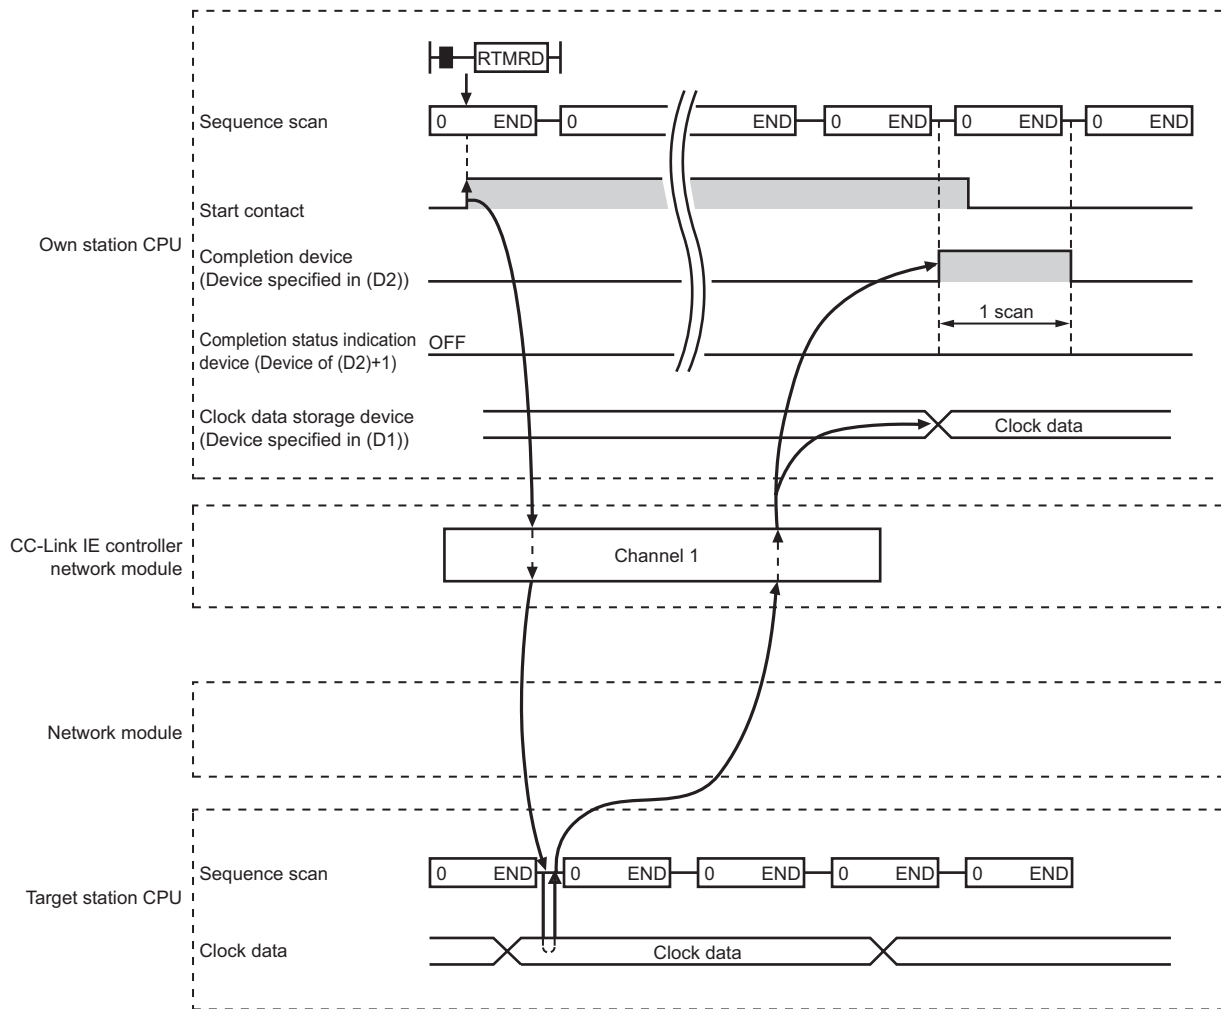 RTMRD
Sequence scan
0 END 0 END 0 END 0 END 0 END
Start contact
Own station CPU
Completion device
(Device specified in (D2))
1 scan
Completion status indication
device (Device of (D2)+1)
OFF
Clock data storage device
(Device specified in (D1))
Clock data
CC-Link IE controller
network module
Channel 1
Network module
Sequence scan
0 END 0 END 0 END 0 END 0 END
Target station CPU
Clock data
Clock data